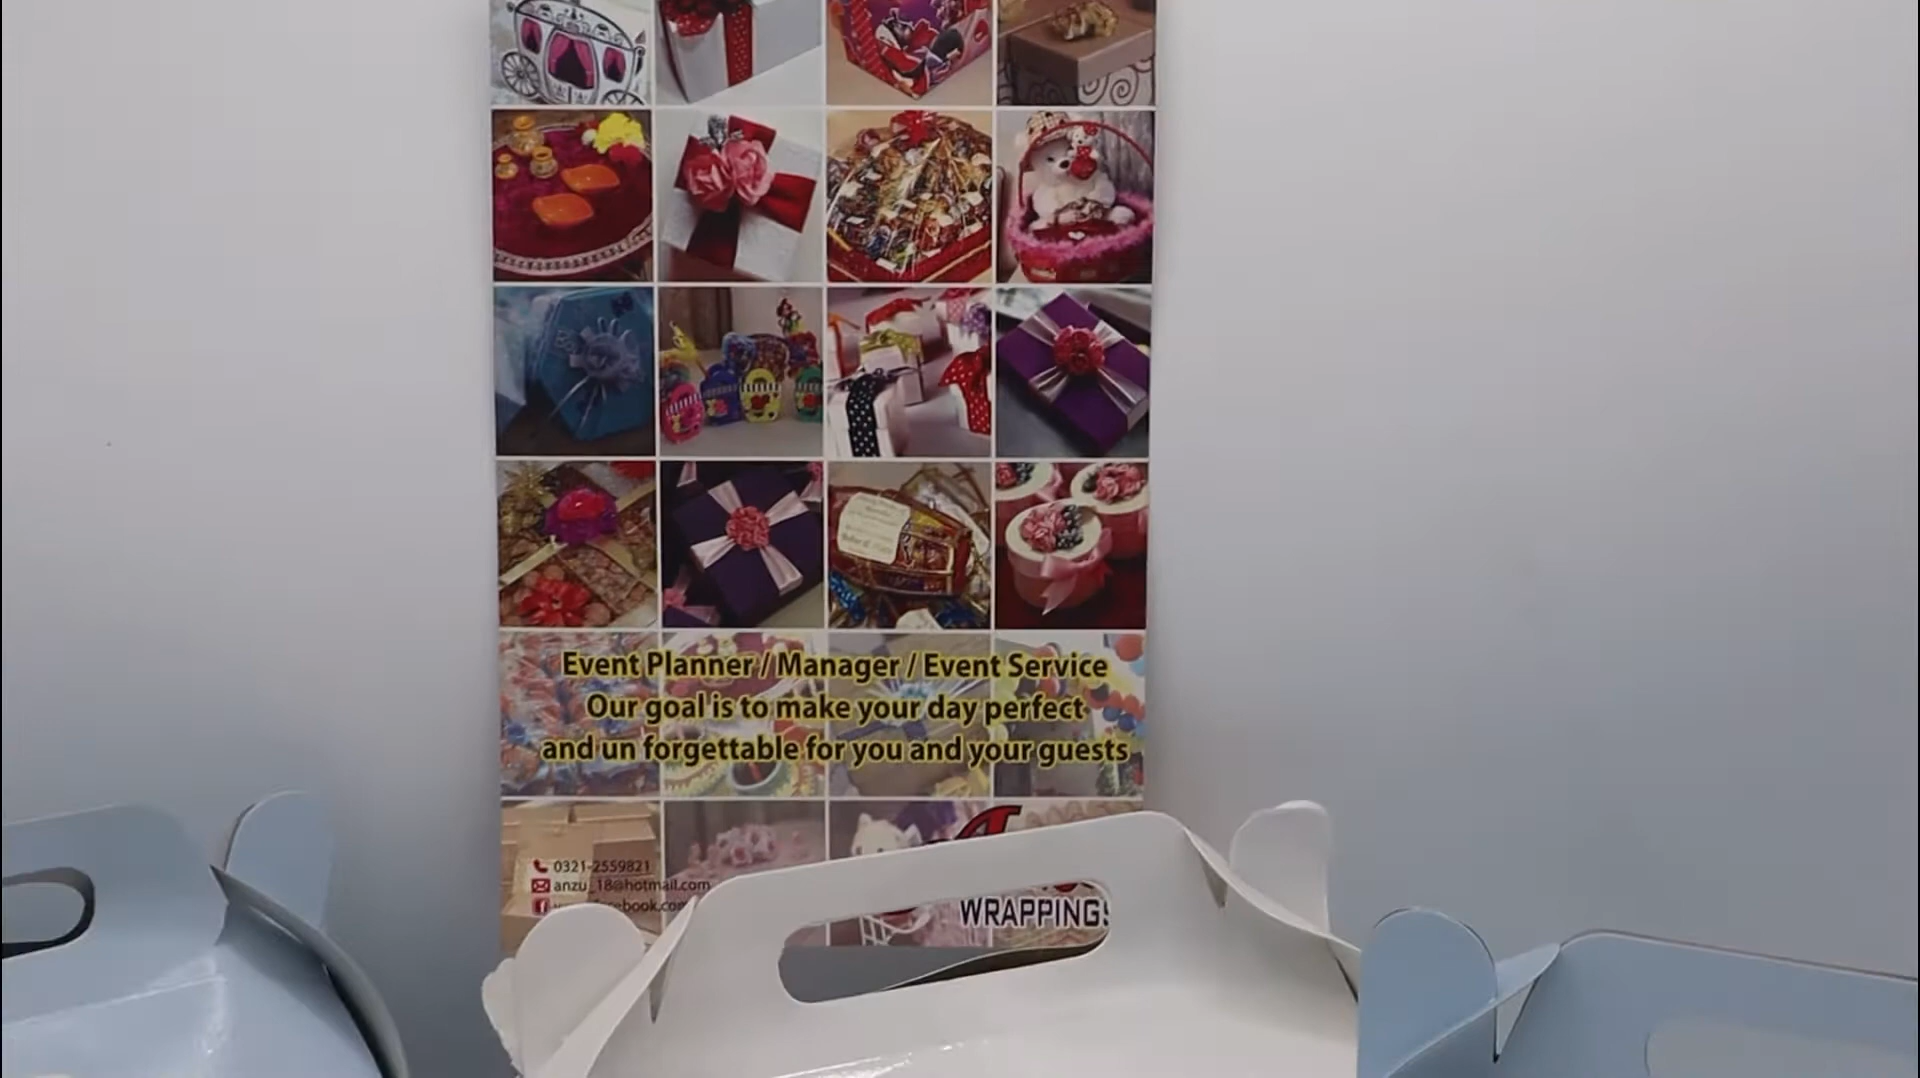 Event Planner / Manager / Event Service
Our goal is to make your day perfect
and un forgettable for you and your guests
0321-2559821
anzu_18@hotmail.com
WRAPPINGS